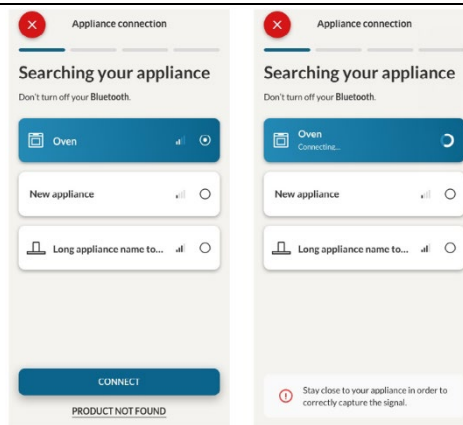 Appliance connection
Searching your appliance
Don't turn off your Bluetooth.
Oven
New appliance
Long appliance name to...
CONNECT
PRODUCT NOT FOUND
Appliance connection
Searching your appliance
Don't turn off your Bluetooth.
Oven
Connecting...
New appliance
Long appliance name to...
Stay close to your appliance in order to
correctly capture the signal.